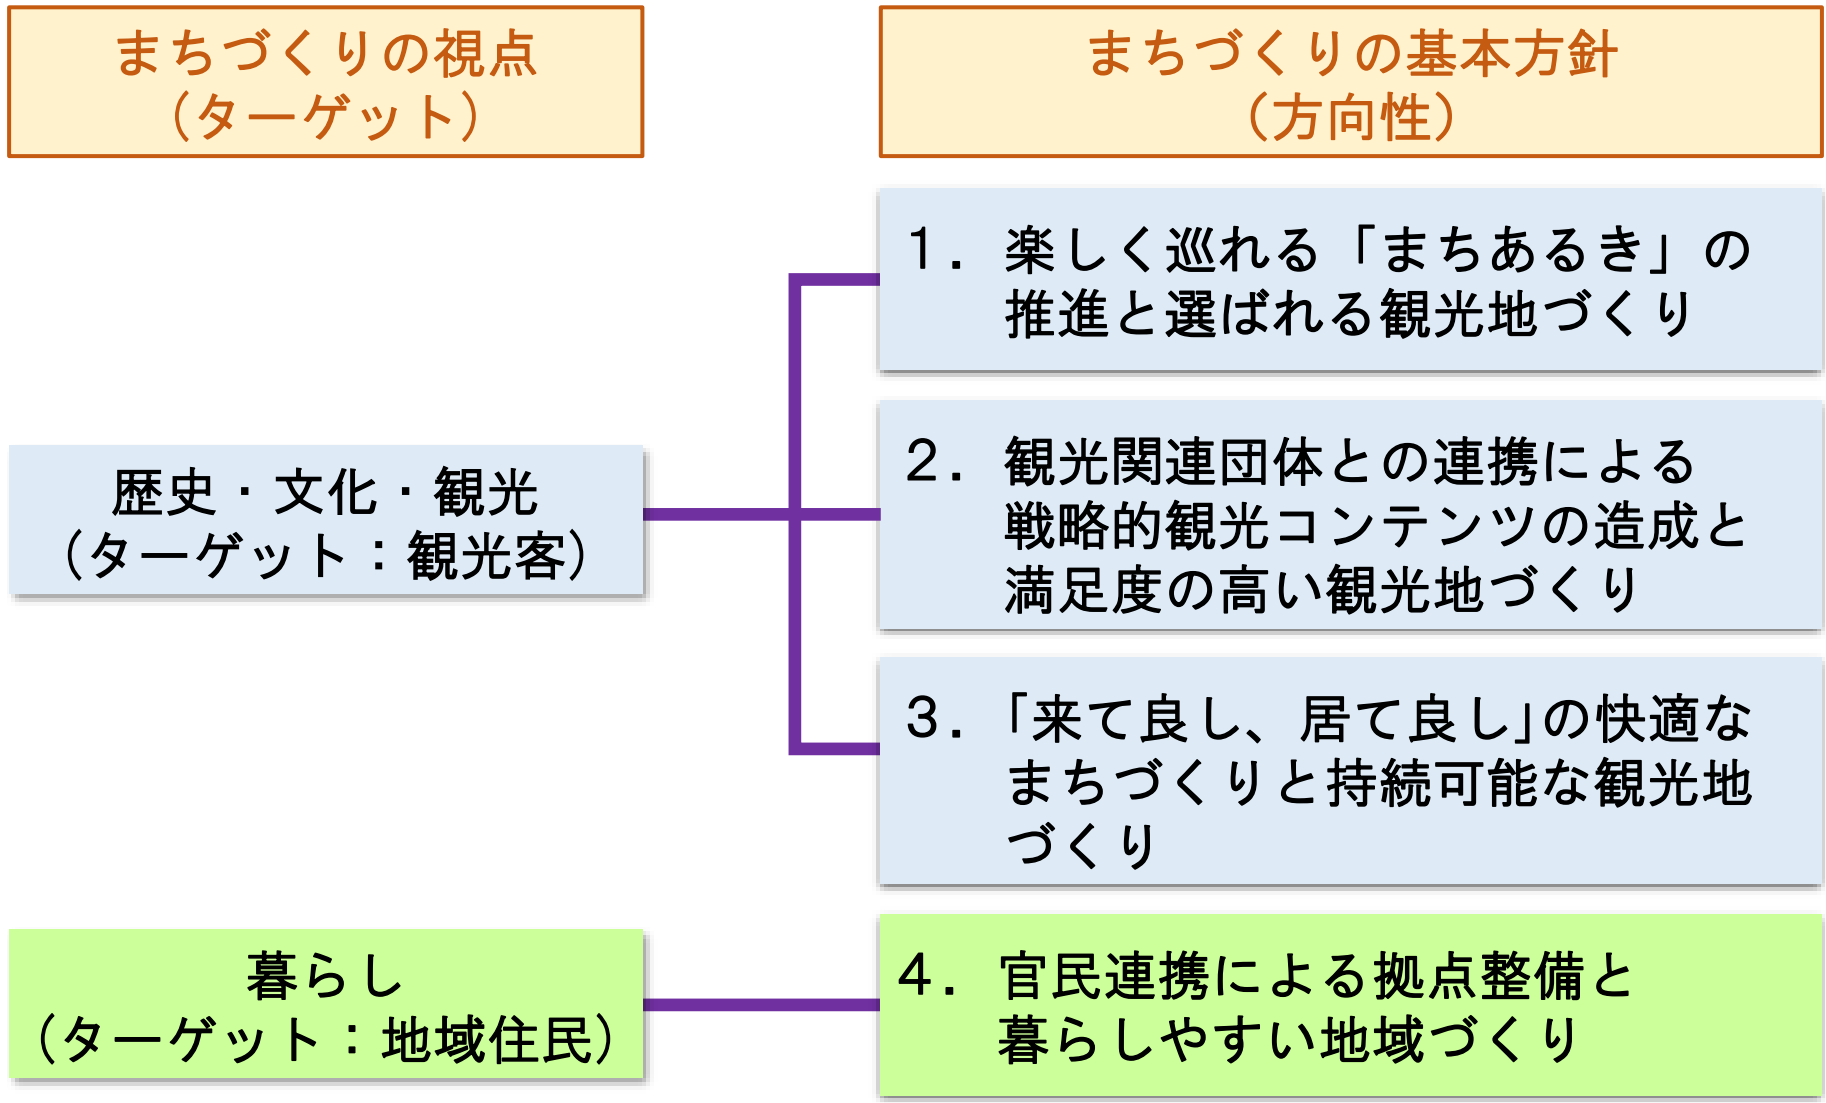 まちづくりの視点
（ターゲット）
まちづくりの基本方針
（方向性）
歴史・文化・観光
（ターゲット：観光客）
1．楽しく巡れる「まちあるき」の
推進と選ばれる観光地づくり
2．観光関連団体との連携による
戦略的観光コンテンツの造成と
満足度の高い観光地づくり
3．「来て良し、居て良し」の快適な
まちづくりと持続可能な観光地
づくり
暮らし
（ターゲット：地域住民）
4．官民連携による拠点整備と
暮らしやすい地域づくり